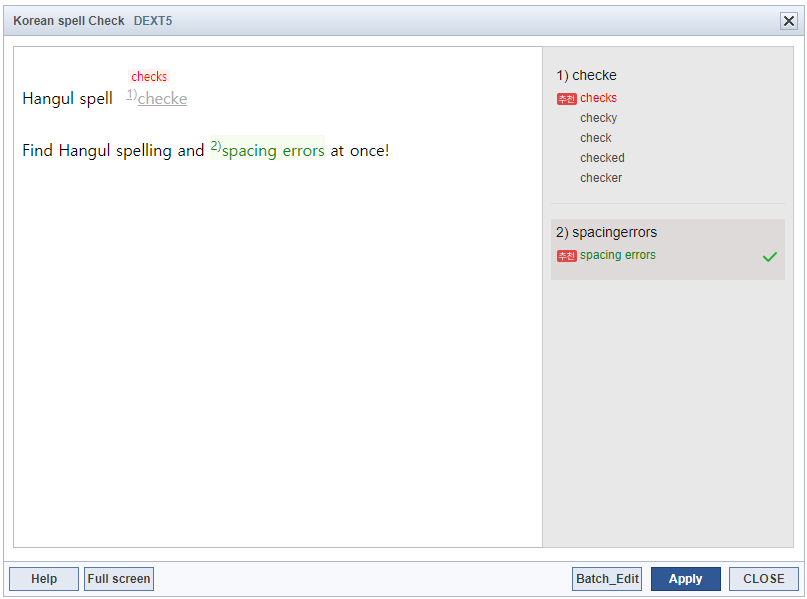 Korean spell Check DEXT5
checks
Hangul spell 1)checke
Find Hangul spelling and 2)spacing errors at once!
1) checke
추천 checks
checky
check
checked
checker
2) spacingerrors
추천 spacing errors
Help Full screen Batch_Edit Apply CLOSE